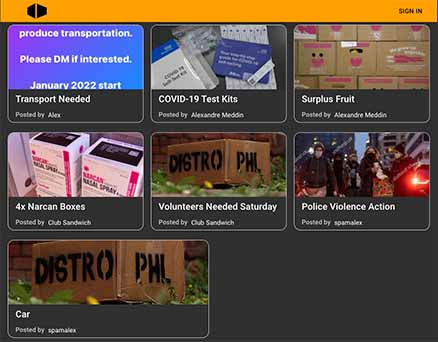 SIGN IN
produce transportation.
Please DM if interested.
January 2022 start
Transport Needed
Posted by Alex
COVID-19 Test Kits
Posted by Alexandre Meddin
Surplus Fruit
Posted by Alexandre Meddin
NARCAN
NASAL SPRAY
NARCAN
NASAL SPRAY
4x Narcan Boxes
Posted by Club Sandwich
DISTRO PHL
Volunteers Needed Saturday
Posted by Club Sandwich
Police Violence Action
Posted by spamalex
DISTRO PHL
Car
Posted by spamalex